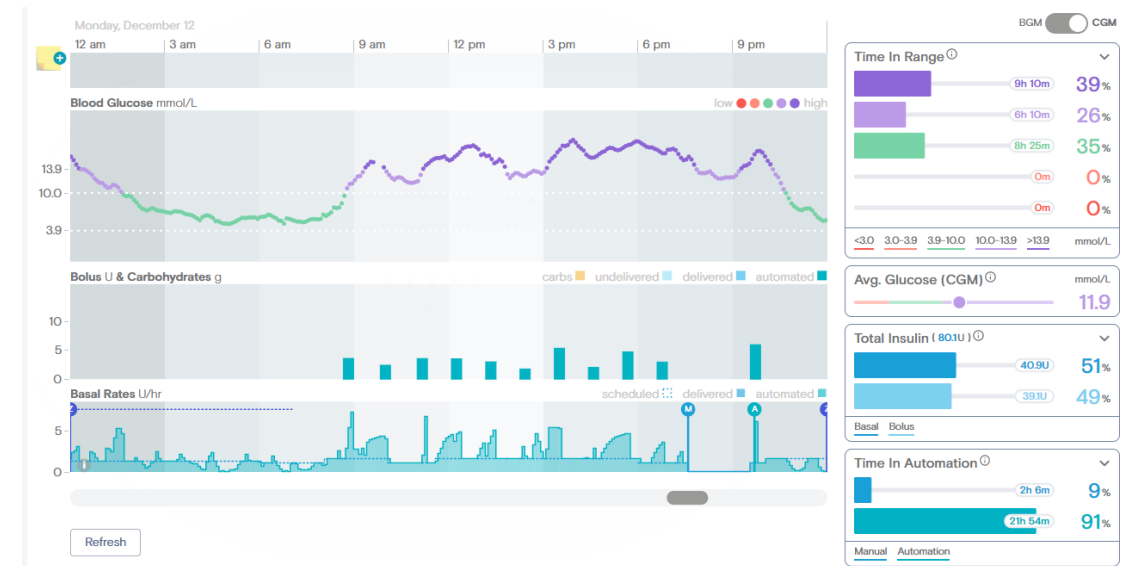 Monday, December 12
12 am 3 am 6 am 9 am 12 pm 3 pm 6 pm 9 pm
Blood Glucose mmol/L low high
13.9
10.0
3.9
Bolus U & Carbohydrates g carbs undelivered delivered automated
10
5
0
Basal Rates U/hr scheduled delivered automated
Z M A Z
5
0
i
Refresh
BGM CGM
Time In Range i
9h 10m 39%
6h 10m 26%
8h 25m 35%
0m 0%
0m 0%
<3.0 3.0-3.9 3.9-10.0 10.0-13.9 >13.9 mmol/L
Avg. Glucose (CGM) i mmol/L
11.9
Total Insulin ( 80.1U ) i
40.9U 51%
39.1U 49%
Basal Bolus
Time In Automation i
2h 6m 9%
21h 54m 91%
Manual Automation